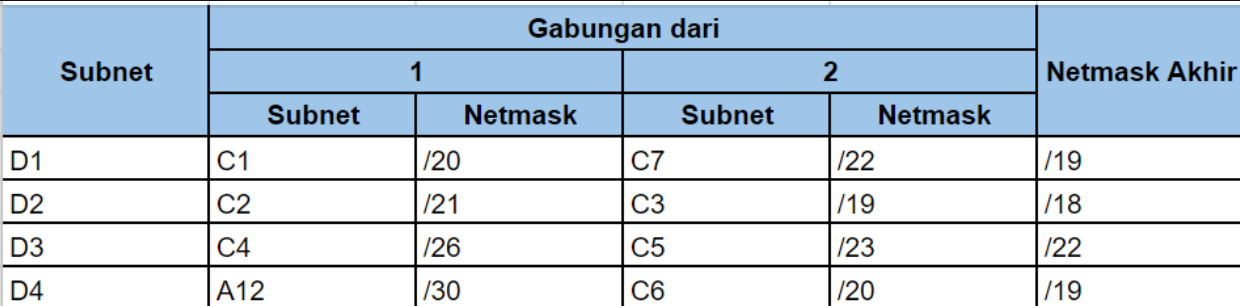 Subnet Gabungan dari Netmask Akhir
1 2
Subnet Netmask Subnet Netmask
D1 C1 /20 C7 /22 /19
D2 C2 /21 C3 /19 /18
D3 C4 /26 C5 /23 /22
D4 A12 /30 C6 /20 /19